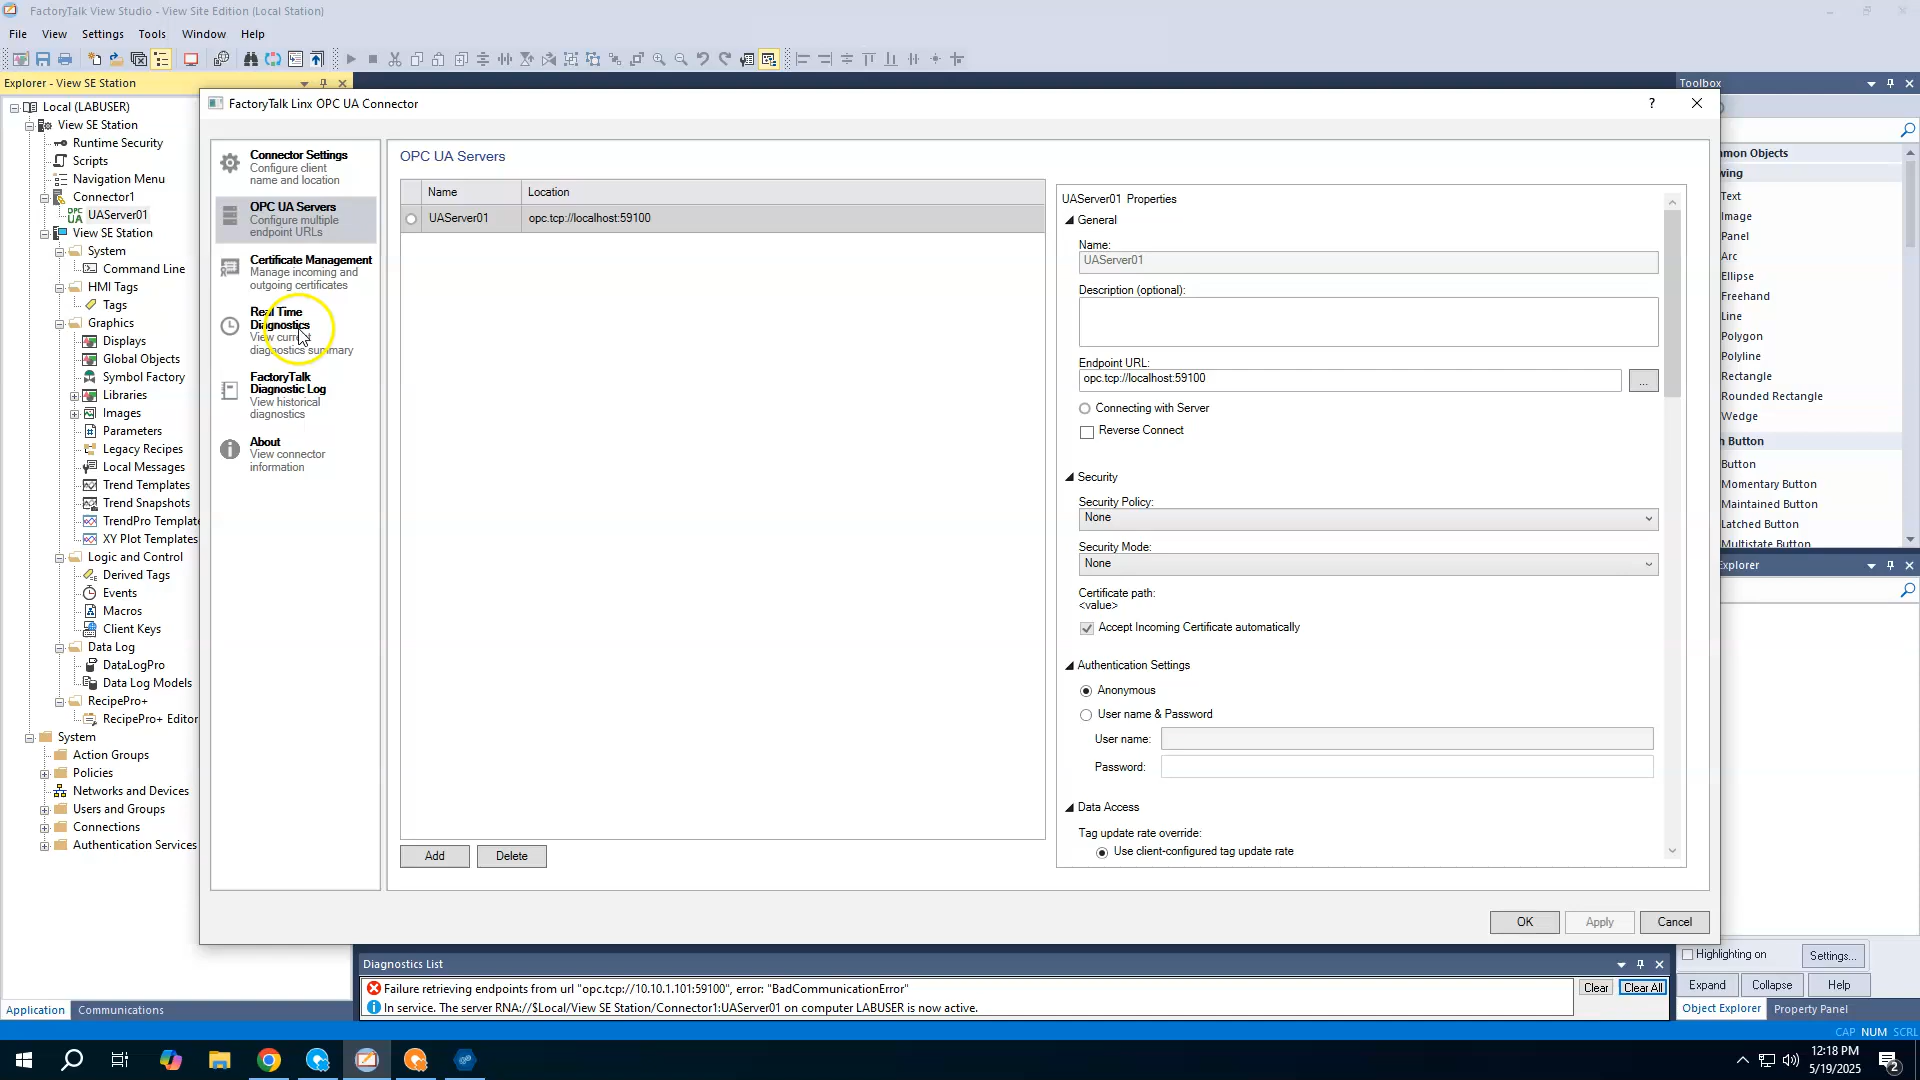 FactoryTalk View Studio - View Site Edition (Local Station)
File View Settings Tools Window Help
Explorer - View SE Station
Local (LABUSER)
View SE Station
Runtime Security
Scripts
Navigation Menu
Connector1
OPC UA UAServer01
View SE Station
System
Command Line
HMI Tags
Tags
Graphics
Displays
Global Objects
Symbol Factory
Libraries
Images
Parameters
Legacy Recipes
Local Messages
Trend Templates
Trend Snapshots
TrendPro Template
XY Plot Templates
Logic and Control
Derived Tags
Events
Macros
Client Keys
Data Log
DataLogPro
Data Log Models
RecipePro+
RecipePro+ Editor
System
Action Groups
Policies
Networks and Devices
Users and Groups
Connections
Authentication Services
Application Communications
FactoryTalk Linx OPC UA Connector
?
Connector Settings
Configure client
name and location
OPC UA Servers
Configure multiple
endpoint URLs
Certificate Management
Manage incoming and
outgoing certificates
Real Time
Diagnostics
View current
diagnostics summary
FactoryTalk
Diagnostic Log
View historical
diagnostics
About
View connector
information
OPC UA Servers
Name Location
UAServer01 opc.tcp://localhost:59100
Add Delete
UAServer01 Properties
General
Name:
UAServer01
Description (optional):
Endpoint URL:
opc.tcp://localhost:59100
...
Connecting with Server
Reverse Connect
Security
Security Policy:
None
Security Mode:
None
Certificate path:
<value>
Accept Incoming Certificate automatically
Authentication Settings
Anonymous
User name & Password
User name:
Password:
Data Access
Tag update rate override:
Use client-configured tag update rate
OK Apply Cancel
Diagnostics List
Failure retrieving endpoints from url "opc.tcp://10.10.1.101:59100", error: "BadCommunicationError"
In service. The server RNA://$Local/View SE Station/Connector1:UAServer01 on computer LABUSER is now active.
Clear Clear All
Toolbox
mmon Objects
wing
Text
Image
Panel
Arc
Ellipse
Freehand
Line
Polygon
Polyline
Rectangle
Rounded Rectangle
Wedge
h Button
Button
Momentary Button
Maintained Button
Latched Button
Multistate Button
Explorer
Highlighting on Settings...
Expand Collapse Help
Object Explorer Property Panel
CAP NUM SCRL
12:18 PM
5/19/2025
2